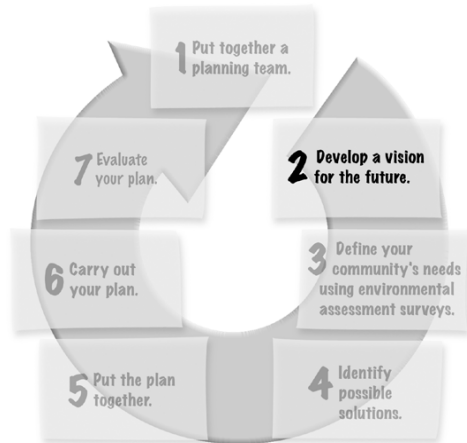 1 Put together a
planning team.
2 Develop a vision
for the future.
3 Define your
community's needs
using environmental
assessment surveys.
4 Identify
possible
solutions.
5 Put the plan
together.
6 Carry out
your plan.
7 Evaluate
your plan.